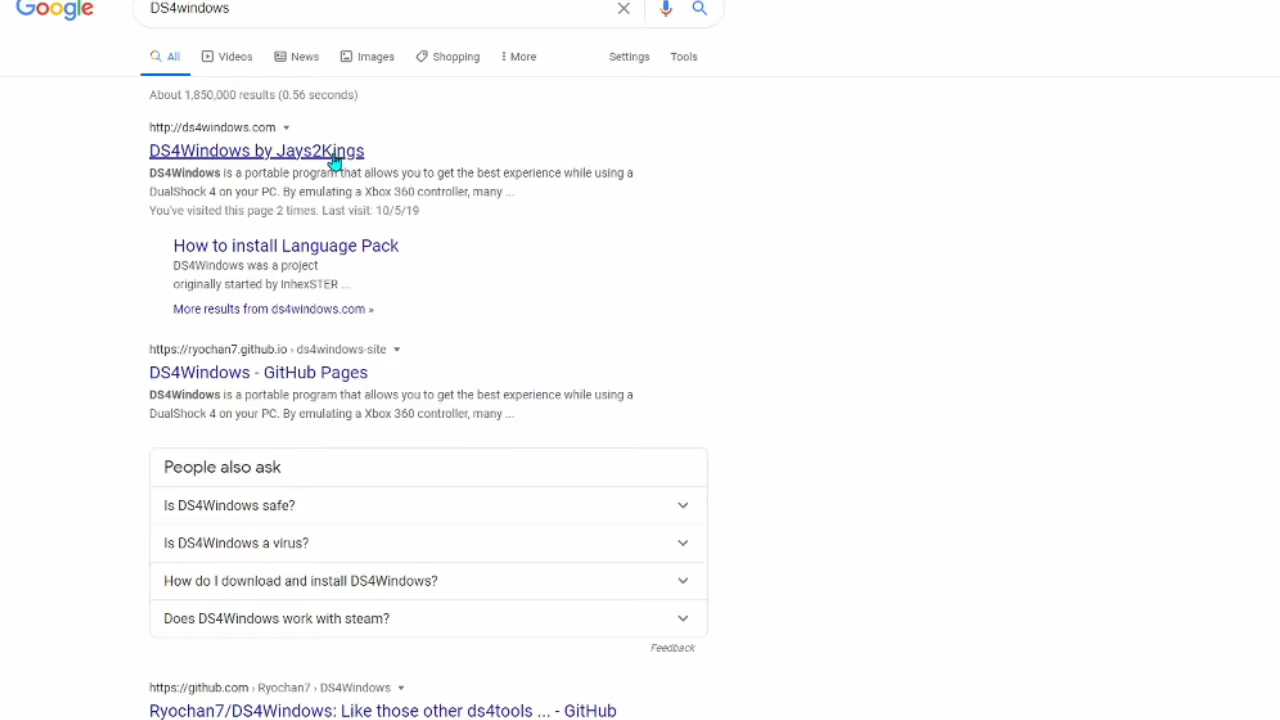 Google
DS4windows
All
Videos
News
Images
Shopping
More
Settings
Tools
About 1,850,000 results (0.56 seconds)
http://ds4windows.com
DS4Windows by Jays2Kings
DS4Windows is a portable program that allows you to get the best experience while using a
DualShock 4 on your PC. By emulating a Xbox 360 controller, many ...
You've visited this page 2 times. Last visit: 10/5/19
How to install Language Pack
DS4Windows was a project
originally started by InhexSTER ...
More results from ds4windows.com »
https://ryochan7.github.io › ds4windows-site
DS4Windows - GitHub Pages
DS4Windows is a portable program that allows you to get the best experience while using a
DualShock 4 on your PC. By emulating a Xbox 360 controller, many ...
People also ask
Is DS4Windows safe?
Is DS4Windows a virus?
How do I download and install DS4Windows?
Does DS4Windows work with steam?
Feedback
https://github.com › Ryochan7 › DS4Windows
Ryochan7/DS4Windows: Like those other ds4tools ... - GitHub